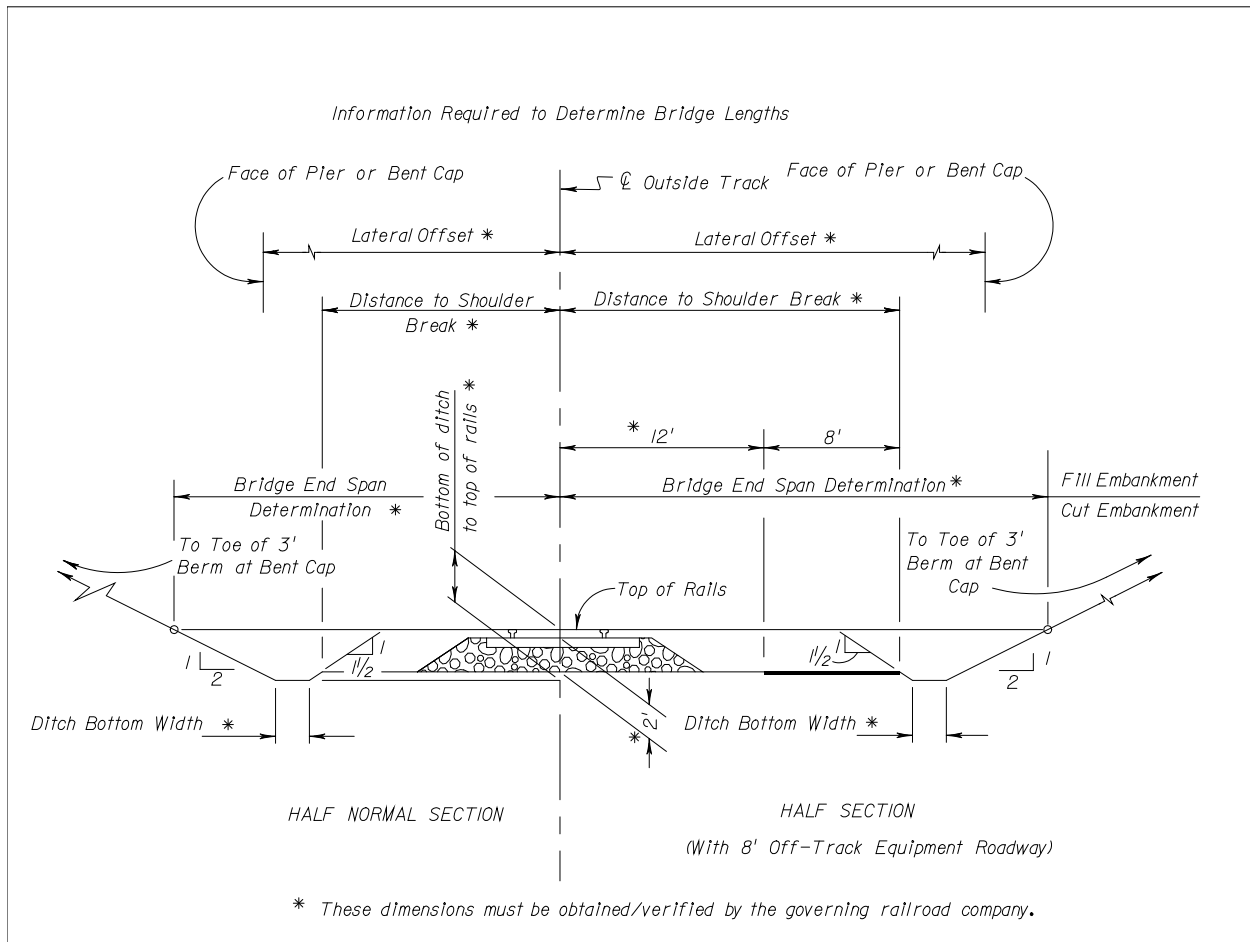 Information Required to Determine Bridge Lengths
Face of Pier or Bent Cap
℄ Outside Track
Face of Pier or Bent Cap
Lateral Offset *
Lateral Offset *
Distance to Shoulder
Break *
Distance to Shoulder Break *
Bottom of ditch
to top of rails *
* 12'
8'
Bridge End Span
Determination *
Bridge End Span Determination *
Fill Embankment
Cut Embankment
To Toe of 3'
Berm at Bent Cap
To Toe of 3'
Berm at Bent
Cap
Top of Rails
1
2
1
1½
1
1½
1
2
Ditch Bottom Width *
* 2'
Ditch Bottom Width *
HALF NORMAL SECTION
HALF SECTION
(With 8' Off-Track Equipment Roadway)
* These dimensions must be obtained/verified by the governing railroad company.